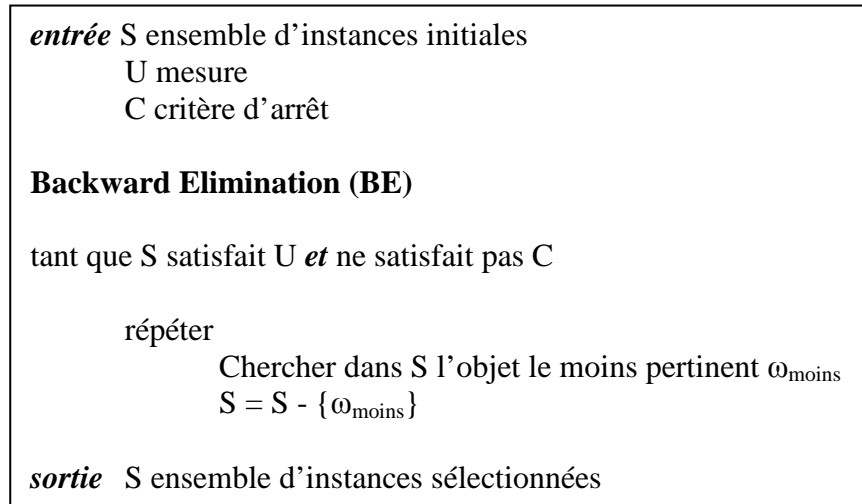 entrée S ensemble d’instances initiales
U mesure
C critère d’arrêt
Backward Elimination (BE)
tant que S satisfait U et ne satisfait pas C
répéter
Chercher dans S l’objet le moins pertinent ωmoins
S = S - {ωmoins}
sortie S ensemble d’instances sélectionnées